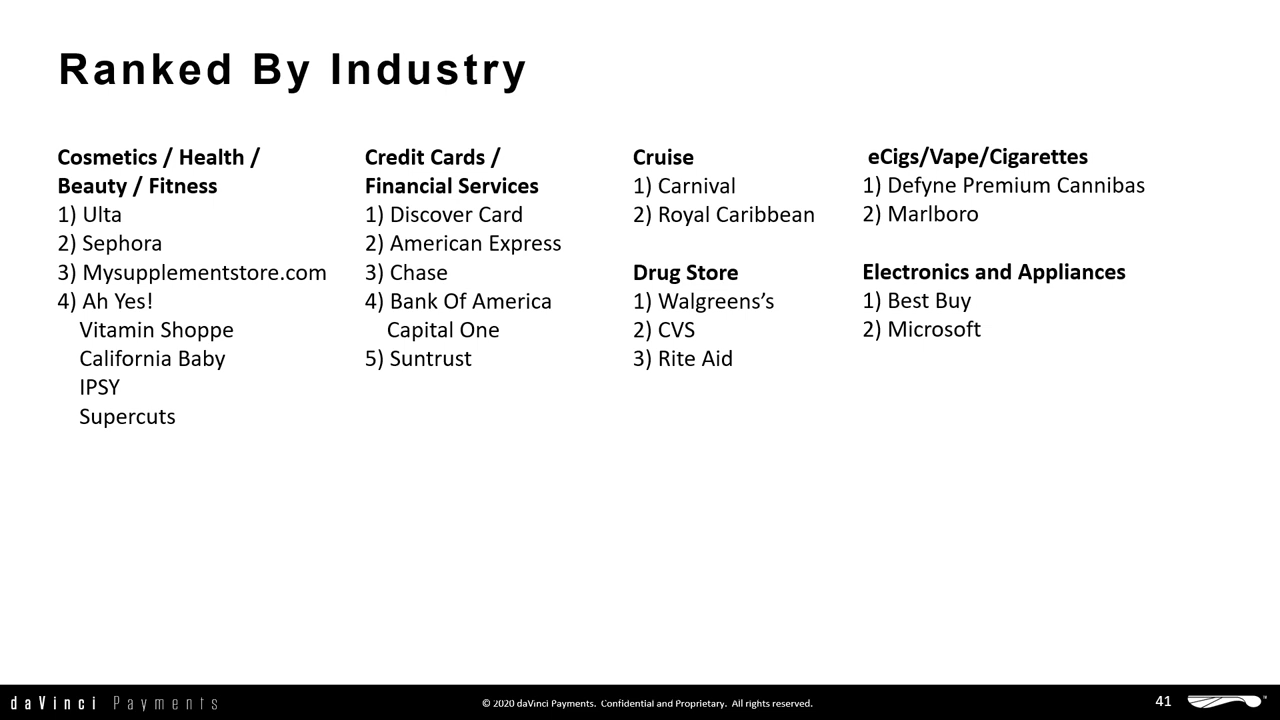 Ranked By Industry
Cosmetics / Health /
Beauty / Fitness
1) Ulta
2) Sephora
3) Mysupplementstore.com
4) Ah Yes!
Vitamin Shoppe
California Baby
IPSY
Supercuts
Credit Cards /
Financial Services
1) Discover Card
2) American Express
3) Chase
4) Bank Of America
Capital One
5) Suntrust
Cruise
1) Carnival
2) Royal Caribbean
Drug Store
1) Walgreens’s
2) CVS
3) Rite Aid
eCigs/Vape/Cigarettes
1) Defyne Premium Cannibas
2) Marlboro
Electronics and Appliances
1) Best Buy
2) Microsoft
daVinci Payments
© 2020 daVinci Payments. Confidential and Proprietary. All rights reserved.
41